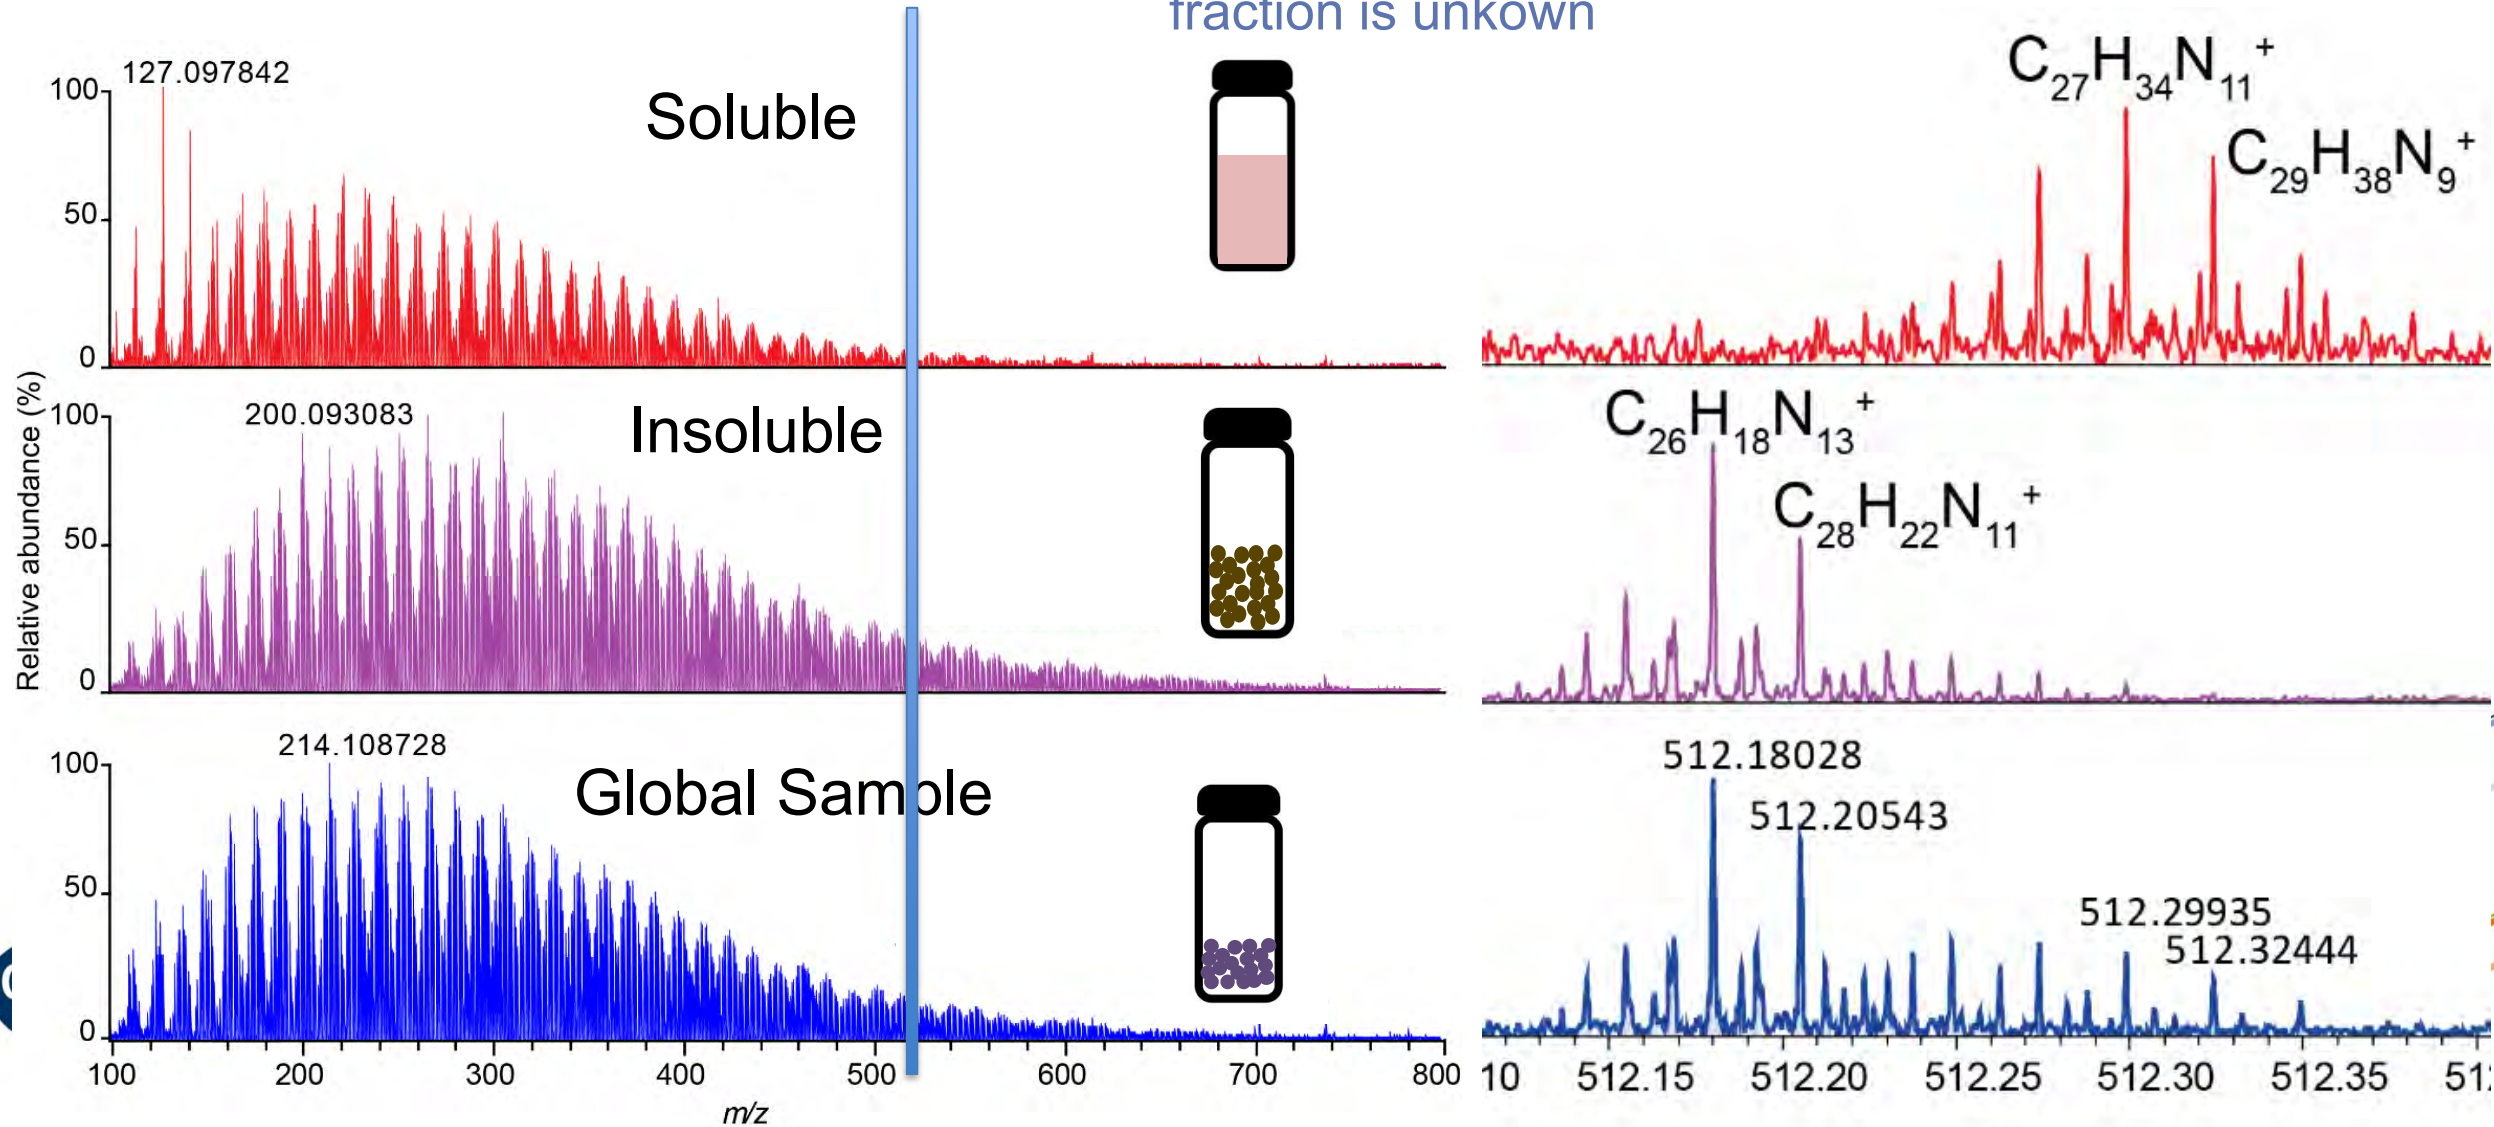 fraction is unkown
127.097842
Soluble
100
50
0
C27H34N11+
C29H38N9+
Relative abundance (%)
200.093083
Insoluble
100
50
0
C26H18N13+
C28H22N11+
214.108728
Global Sample
100
50
0
512.18028
512.20543
512.29935
512.32444
100 200 300 400 500 600 700 800
m/z
10 512.15 512.20 512.25 512.30 512.35 51